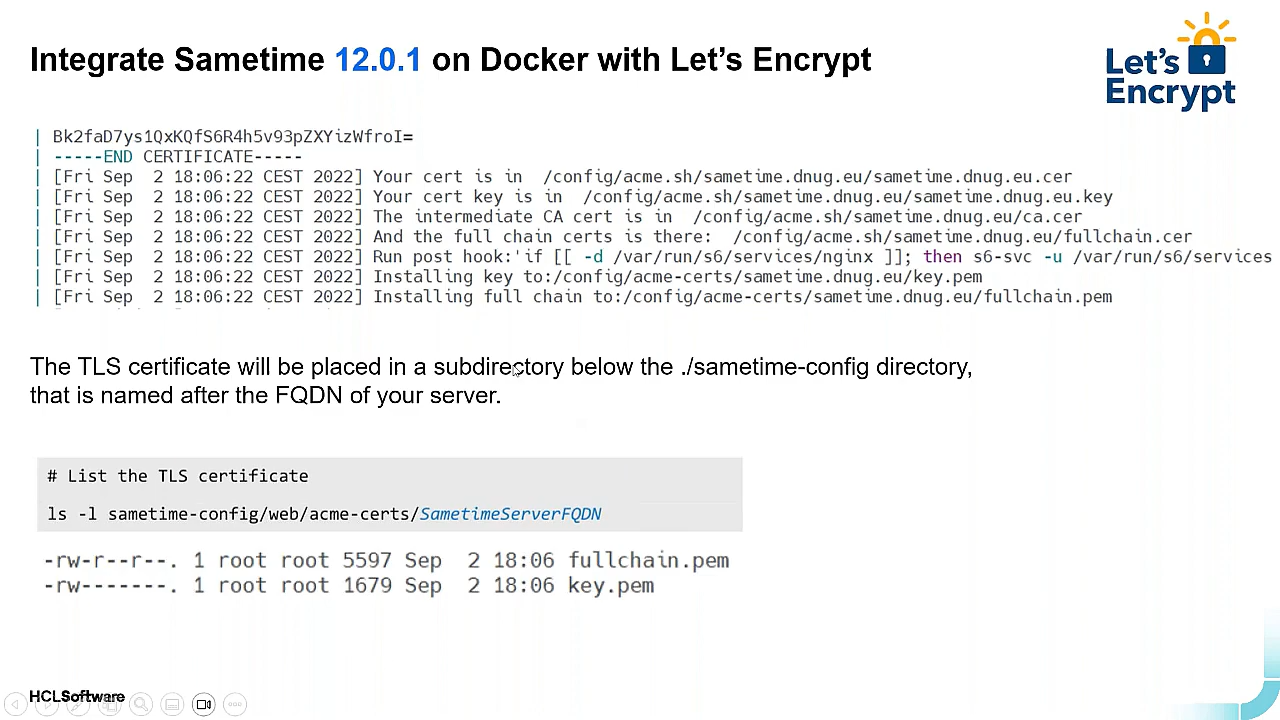 Integrate Sametime 12.0.1 on Docker with Let's Encrypt
Let's
Encrypt
| Bk2faD7ys1QxKQfS6R4h5v93pZXYizWfroI=
| -----END CERTIFICATE-----
| [Fri Sep  2 18:06:22 CEST 2022] Your cert is in  /config/acme.sh/sametime.dnug.eu/sametime.dnug.eu.cer
| [Fri Sep  2 18:06:22 CEST 2022] Your cert key is in  /config/acme.sh/sametime.dnug.eu/sametime.dnug.eu.key
| [Fri Sep  2 18:06:22 CEST 2022] The intermediate CA cert is in  /config/acme.sh/sametime.dnug.eu/ca.cer
| [Fri Sep  2 18:06:22 CEST 2022] And the full chain certs is there:  /config/acme.sh/sametime.dnug.eu/fullchain.cer
| [Fri Sep  2 18:06:22 CEST 2022] Run post hook:'if [[ -d /var/run/s6/services/nginx ]]; then s6-svc -u /var/run/s6/services
| [Fri Sep  2 18:06:22 CEST 2022] Installing key to:/config/acme-certs/sametime.dnug.eu/key.pem
| [Fri Sep  2 18:06:22 CEST 2022] Installing full chain to:/config/acme-certs/sametime.dnug.eu/fullchain.pem
The TLS certificate will be placed in a subdirectory below the ./sametime-config directory,
that is named after the FQDN of your server.
# List the TLS certificate
ls -l sametime-config/web/acme-certs/SametimeServerFQDN
-rw-r--r--. 1 root root 5597 Sep  2 18:06 fullchain.pem
-rw-------. 1 root root 1679 Sep  2 18:06 key.pem
HCLSoftware